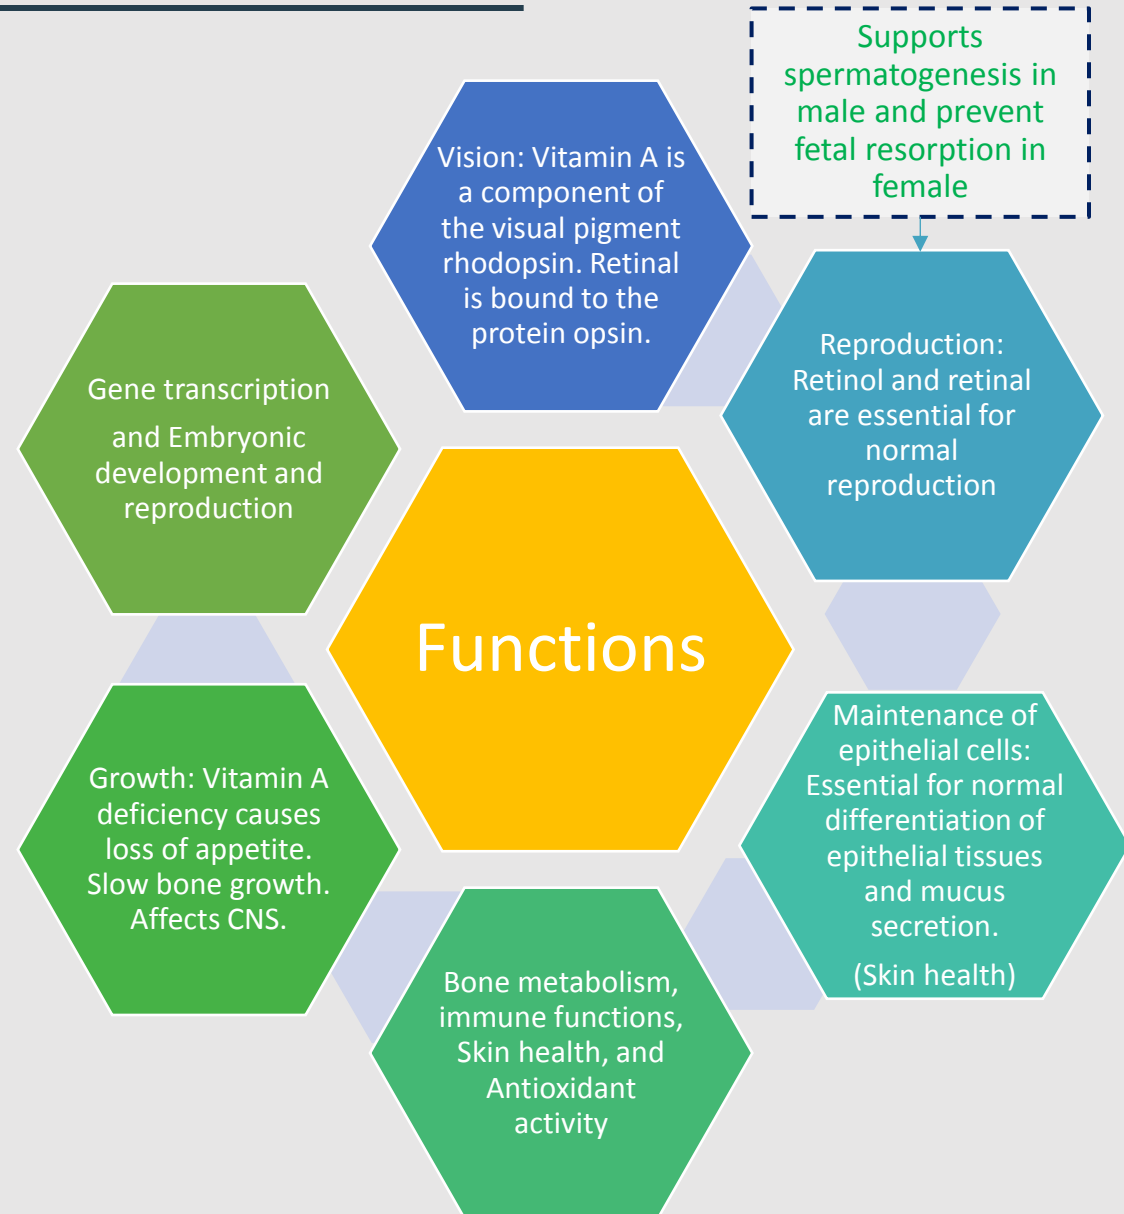 Supports
spermatogenesis in
male and prevent
fetal resorption in
female
Vision: Vitamin A is
a component of
the visual pigment
rhodopsin. Retinal
is bound to the
protein opsin.
Reproduction:
Retinol and retinal
are essential for
normal
reproduction
Maintenance of
epithelial cells:
Essential for normal
differentiation of
epithelial tissues
and mucus
secretion.
(Skin health)
Bone metabolism,
immune functions,
Skin health, and
Antioxidant
activity
Growth: Vitamin A
deficiency causes
loss of appetite.
Slow bone growth.
Affects CNS.
Gene transcription
and Embryonic
development and
reproduction
Functions